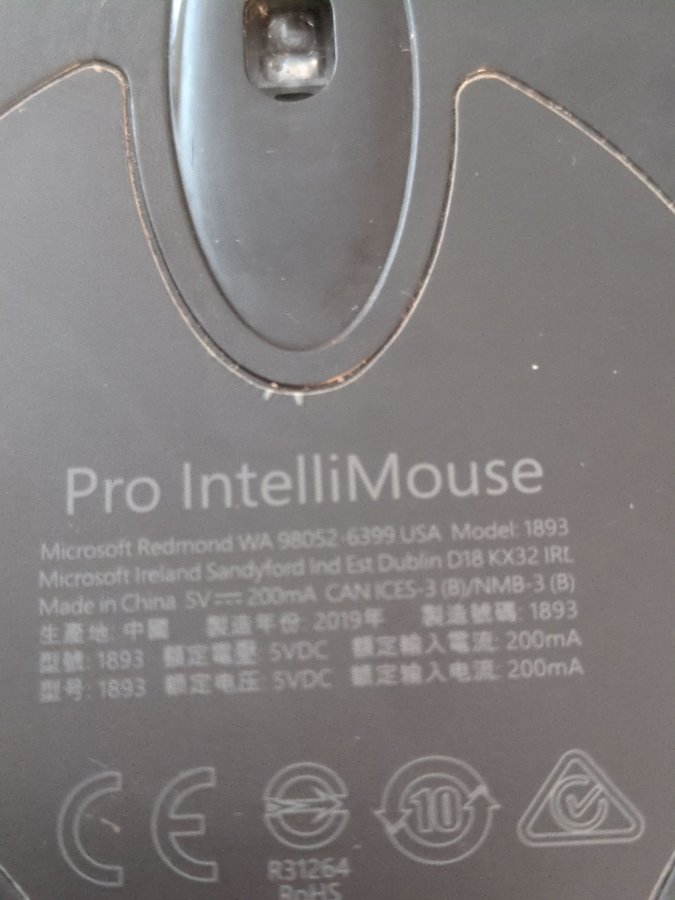 Pro IntelliMouse
Microsoft Redmond WA 98052-6399 USA Model: 1893
Microsoft Ireland Sandyford Ind Est Dublin D18 KX32 IRL
Made in China 5V⎓200mA CAN ICES-3 (B)/NMB-3 (B)
生產地: 中國 製造年份: 2019年 製造號碼: 1893
型號: 1893 額定電壓: 5VDC 額定輸入電流: 200mA
型号: 1893 额定电压: 5VDC 额定输入电流: 200mA
CE 10
R31264
RoHS